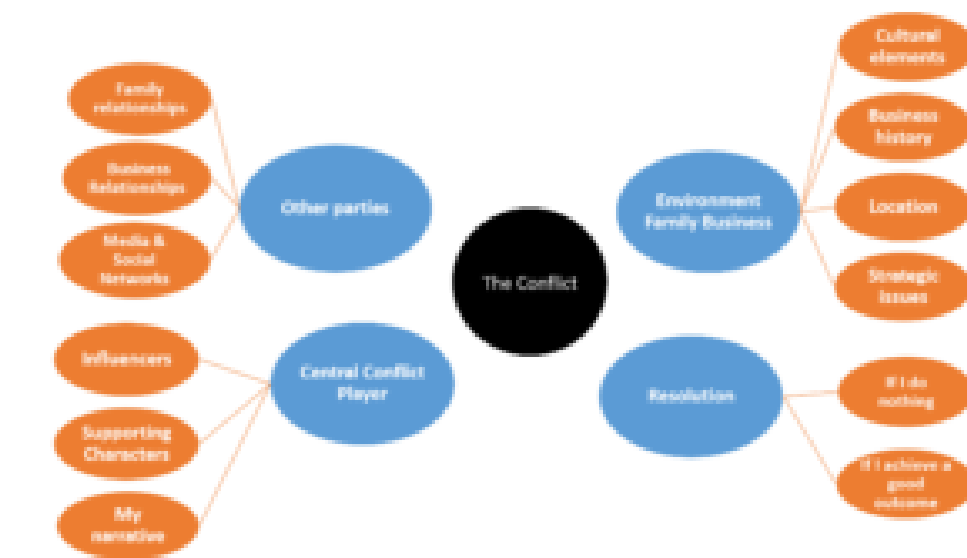 Cultural
elements
Family
relationships
Business
history
Business
Relationships
Other parties
Environment
Family Business
Location
Media &
Social
Networks
The Conflict
Strategic
Issues
Influencers
Central Conflict
Player
Resolution
If I do
nothing
Supporting
Characters
If I achieve a
good
outcome
My
narrative